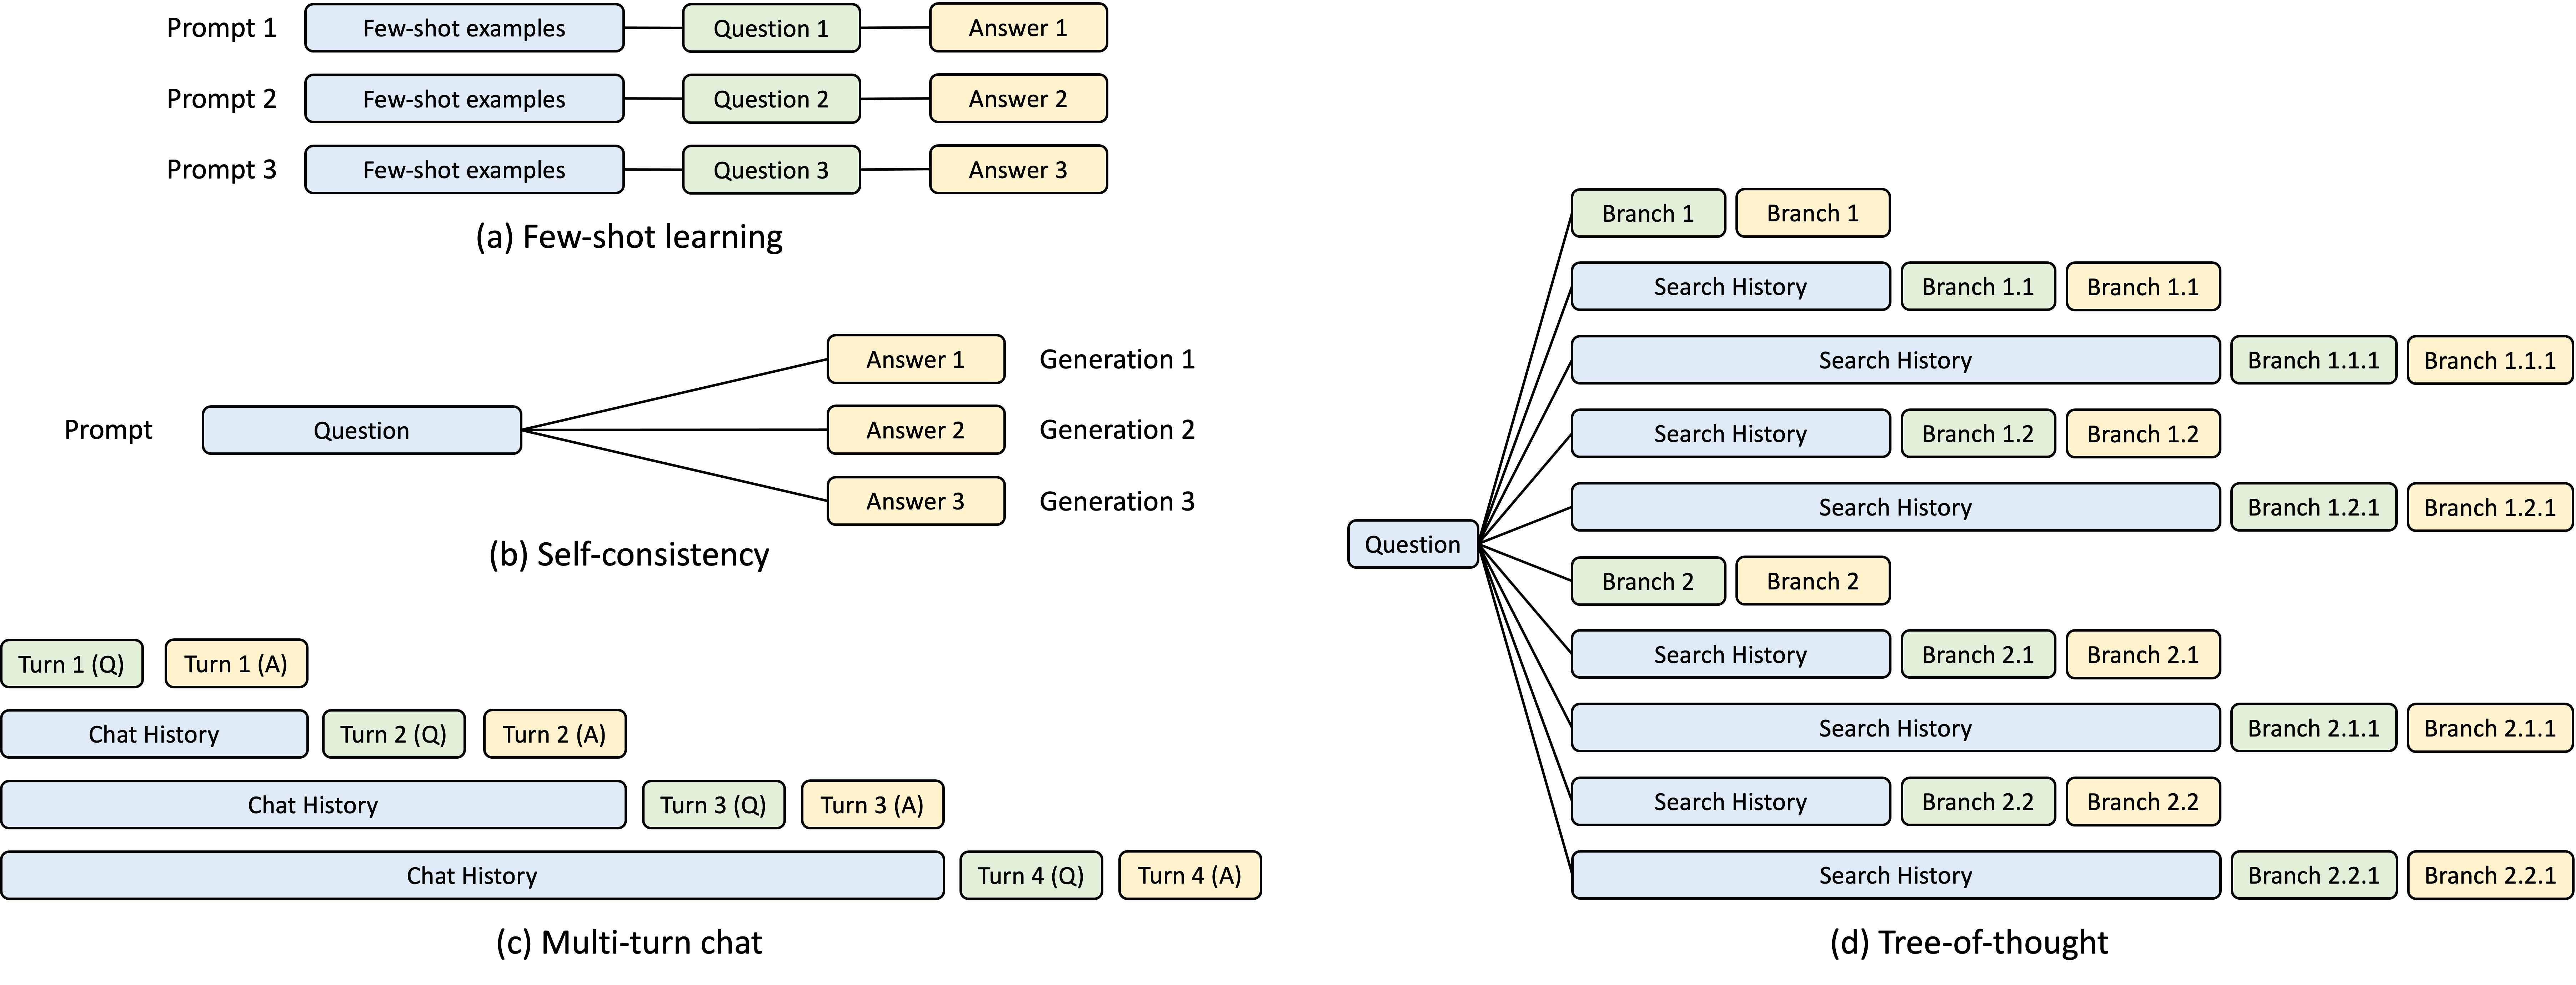 Prompt 1 Few-shot examples Question 1 Answer 1
Prompt 2 Few-shot examples Question 2 Answer 2
Prompt 3 Few-shot examples Question 3 Answer 3
(a) Few-shot learning
Answer 1 Generation 1
Prompt Question Answer 2 Generation 2
Answer 3 Generation 3
(b) Self-consistency
Turn 1 (Q) Turn 1 (A)
Chat History Turn 2 (Q) Turn 2 (A)
Chat History Turn 3 (Q) Turn 3 (A)
Chat History Turn 4 (Q) Turn 4 (A)
(c) Multi-turn chat
Question
Branch 1 Branch 1
Search History Branch 1.1 Branch 1.1
Search History Branch 1.1.1 Branch 1.1.1
Search History Branch 1.2 Branch 1.2
Search History Branch 1.2.1 Branch 1.2.1
Branch 2 Branch 2
Search History Branch 2.1 Branch 2.1
Search History Branch 2.1.1 Branch 2.1.1
Search History Branch 2.2 Branch 2.2
Search History Branch 2.2.1 Branch 2.2.1
(d) Tree-of-thought